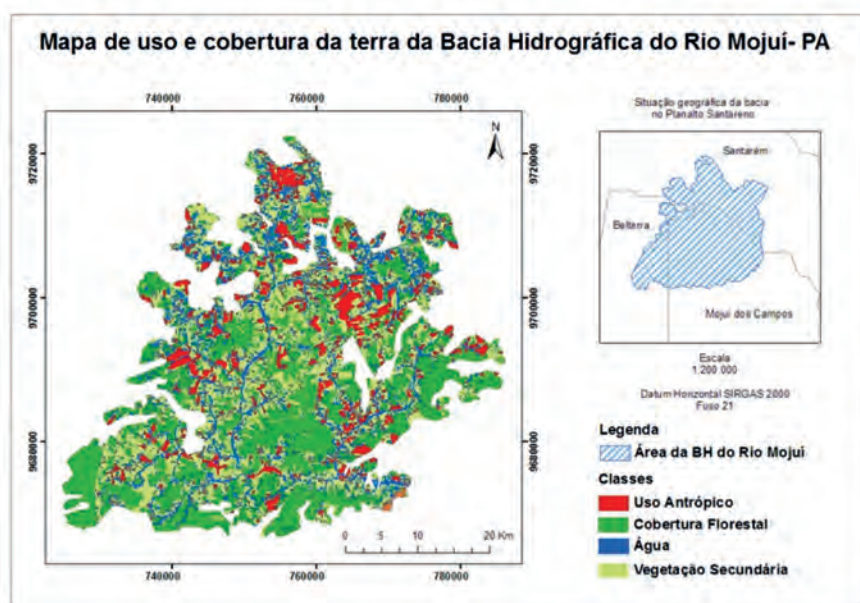 Mapa de uso e cobertura da terra da Bacia Hidrográfica do Rio Mojuí- PA
740000 760000 780000
9720000
9700000
9680000
N
9720000
9700000
9680000
0 5 10 20 Km
740000 760000 780000
Situação geográfica da bacia
no Planalto Santareno
Santarém
Belterra
Mojuí dos Campos
Escala
1:200 000
Datum Horizontal SIRGAS 2000
Fuso 21
Legenda
Área da BH do Rio Mojuí
Classes
Uso Antrópico
Cobertura Florestal
Água
Vegetação Secundária